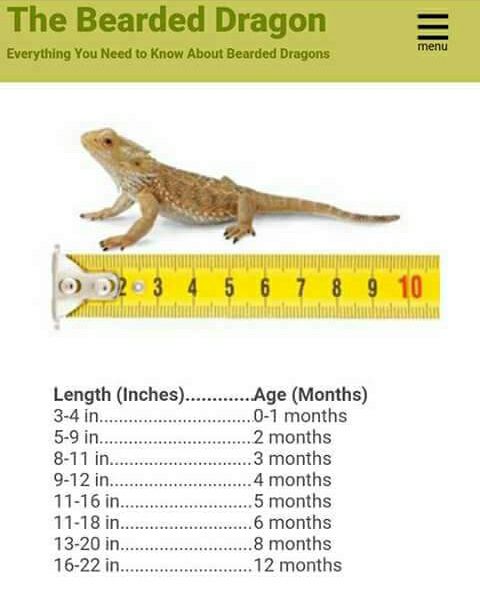 The Bearded Dragon
Everything You Need to Know About Bearded Dragons
menu
2 3 4 5 6 7 8 9 10
Length (Inches).............Age (Months)
3-4 in............................0-1 months
5-9 in............................2 months
8-11 in..........................3 months
9-12 in..........................4 months
11-16 in........................5 months
11-18 in........................6 months
13-20 in........................8 months
16-22 in........................12 months